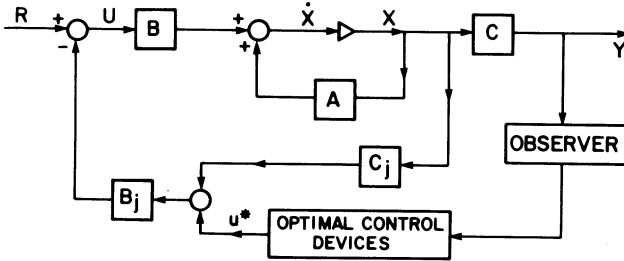 R + U B + Ẋ X C
- + Y
A
OBSERVER
Cj
Bj
u* OPTIMAL CONTROL
DEVICES